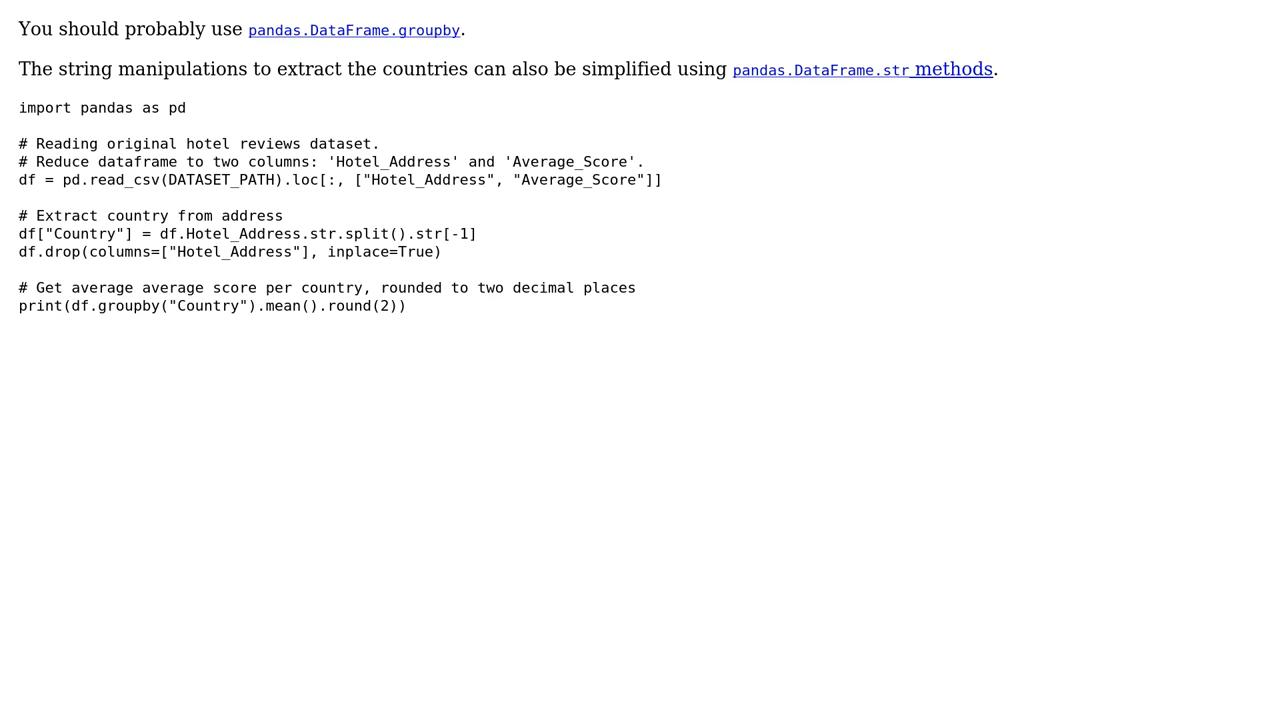 You should probably use pandas.DataFrame.groupby.
The string manipulations to extract the countries can also be simplified using pandas.DataFrame.str methods.
import pandas as pd
# Reading original hotel reviews dataset.
# Reduce dataframe to two columns: 'Hotel_Address' and 'Average_Score'.
df = pd.read_csv(DATASET_PATH).loc[:, ["Hotel_Address", "Average_Score"]]
# Extract country from address
df["Country"] = df.Hotel_Address.str.split().str[-1]
df.drop(columns=["Hotel_Address"], inplace=True)
# Get average average score per country, rounded to two decimal places
print(df.groupby("Country").mean().round(2))